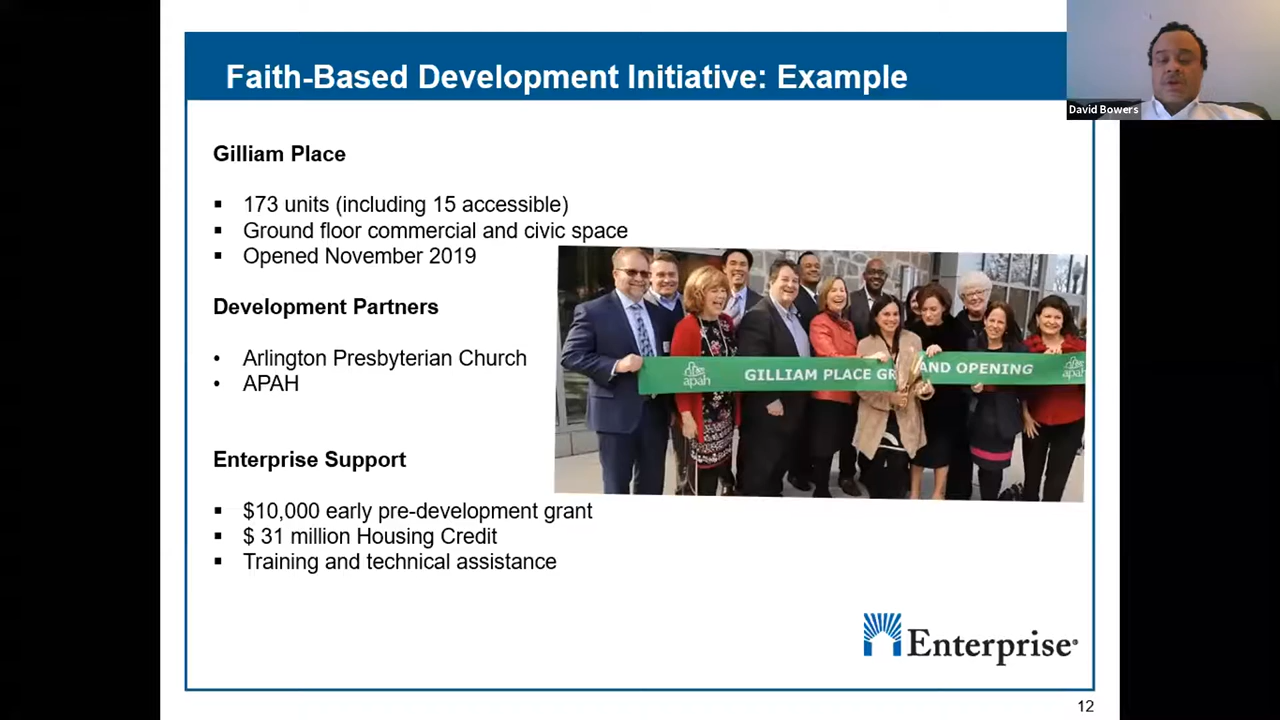 Faith-Based Development Initiative: Example
David Bowers
Gilliam Place
▪ 173 units (including 15 accessible)
▪ Ground floor commercial and civic space
▪ Opened November 2019
Development Partners
• Arlington Presbyterian Church
• APAH
apah
GILLIAM PLACE GRAND OPENING
apah
Enterprise Support
▪ $10,000 early pre-development grant
▪ $ 31 million Housing Credit
▪ Training and technical assistance
Enterprise®
12